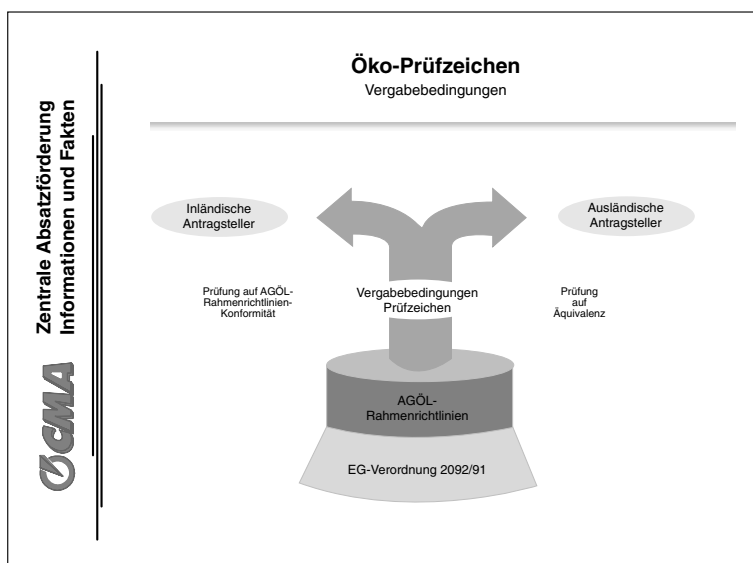 Öko-Prüfzeichen
Vergabebedingungen
Zentrale Absatzförderung
Informationen und Fakten
CMA
Inländische
Antragsteller
Ausländische
Antragsteller
Prüfung auf AGÖL-
Rahmenrichtlinien-
Konformität
Vergabebedingungen
Prüfzeichen
Prüfung
auf
Äquivalenz
AGÖL-
Rahmenrichtlinien
EG-Verordnung 2092/91